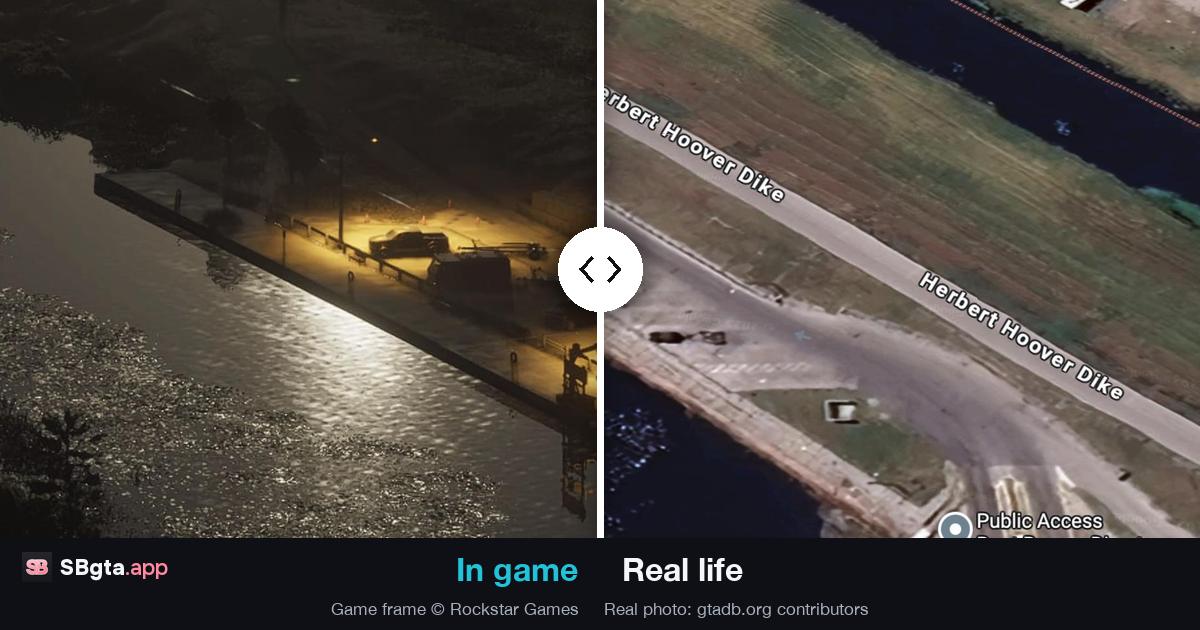 Herbert Hoover Dike
Herbert Hoover Dike
Public Access
SB SBgta.app
In game
Real life
Game frame © Rockstar Games
Real photo: gtadb.org contributors